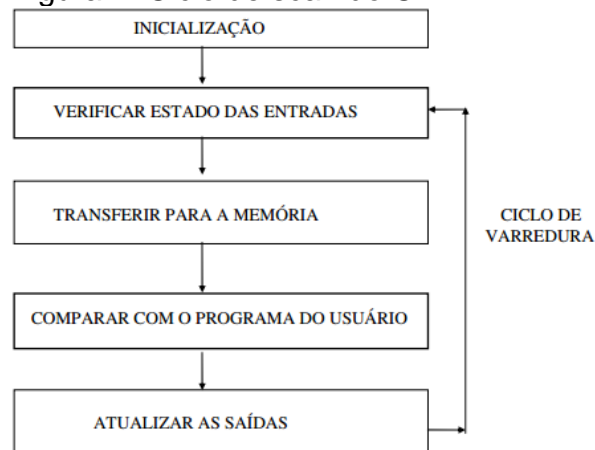 INICIALIZAÇÃO
VERIFICAR ESTADO DAS ENTRADAS
TRANSFERIR PARA A MEMÓRIA
CICLO DE
VARREDURA
COMPARAR COM O PROGRAMA DO USUÁRIO
ATUALIZAR AS SAÍDAS